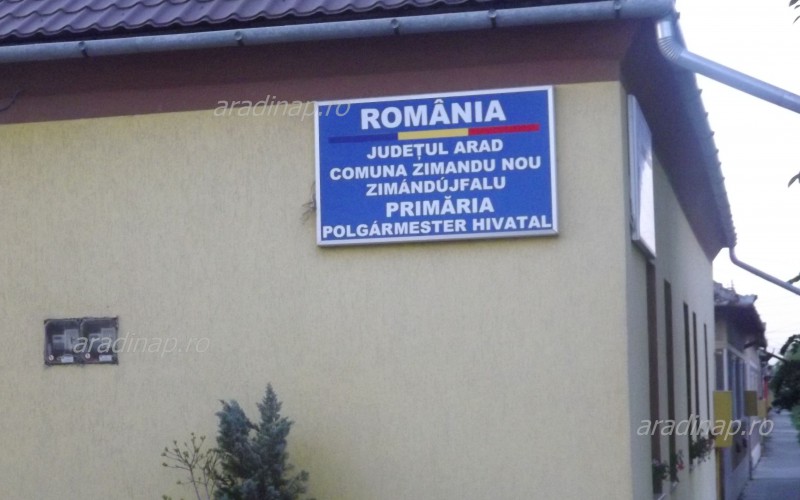 aradinap.ro
ROMÂNIA
JUDEȚUL ARAD
COMUNA ZIMANDU NOU
ZIMÁNDÚJFALU
PRIMĂRIA
POLGÁRMESTER HIVATAL
aradinap.ro
aradinap.ro